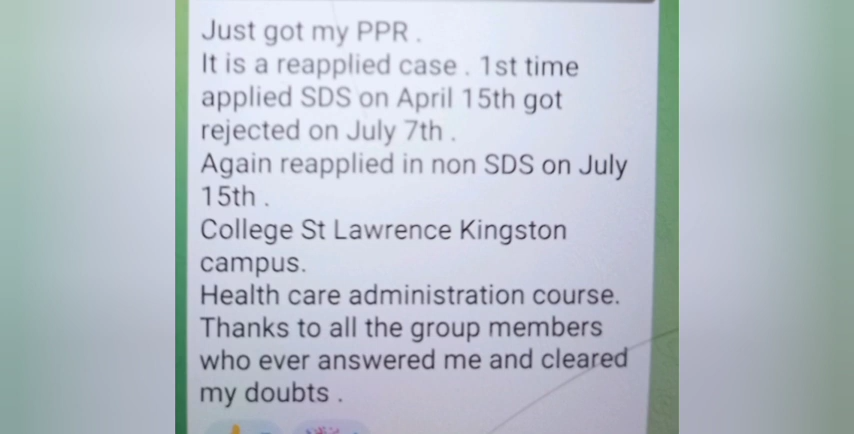 Just got my PPR .
It is a reapplied case . 1st time
applied SDS on April 15th got
rejected on July 7th .
Again reapplied in non SDS on July
15th .
College St Lawrence Kingston
campus.
Health care administration course.
Thanks to all the group members
who ever answered me and cleared
my doubts .